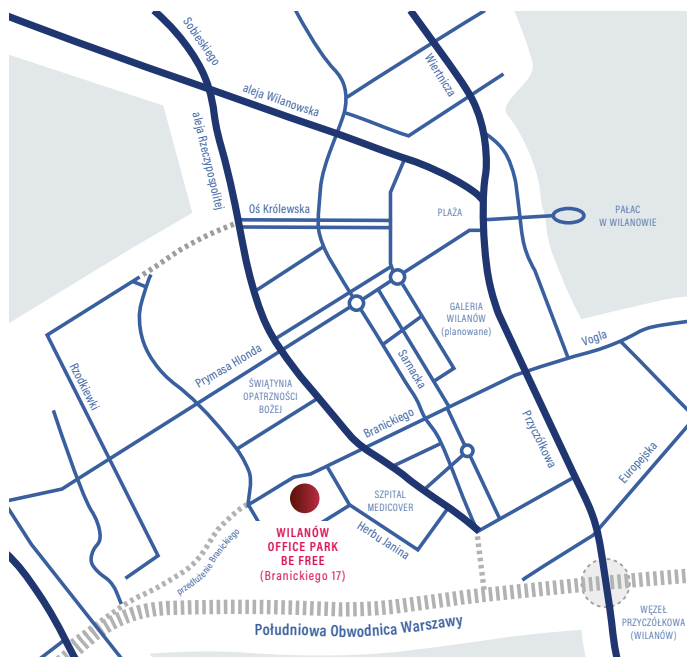 Sobieskiego
Wiertnicza
aleja Wilanowska
aleja Rzeczypospolitej
Oś Królewska
PLAŻA
PAŁAC
W WILANOWIE
GALERIA
WILANÓW
(planowane)
Vogla
Rzodkiewki
Prymasa Hlonda
Sarnacka
ŚWIĄTYNIA
OPATRZNOŚCI
BOŻEJ
Branickiego
Przyczółkowa
Europejska
SZPITAL
MEDICOVER
Herbu Janina
WILANÓW
OFFICE PARK
BE FREE
(Branickiego 17)
przedłużenie Branickiego
Południowa Obwodnica Warszawy
WĘZEŁ
PRZYCZÓŁKOWA
(WILANÓW)